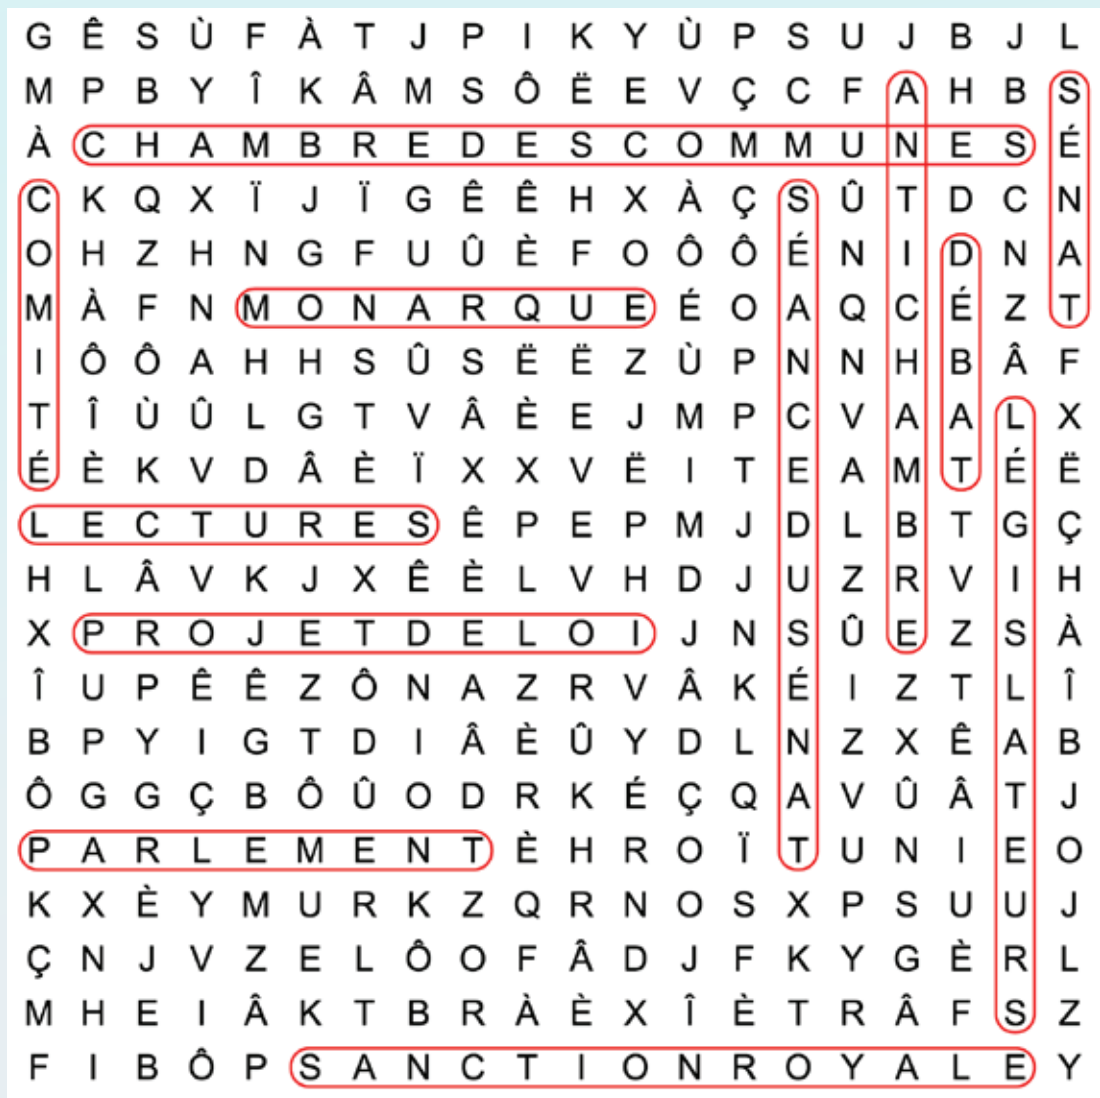 G Ê S Ù F À T J P I K Y Ù P S U J B J L
M P B Y Î K Â M S Ô Ë E V Ç C F A H B S
À C H A M B R E D E S C O M M U N E S É
C K Q X Ï J Ï G Ê Ê H X À Ç S Û T D C N
O H Z H N G F U Û È F O Ô Ô É N I D N A
M À F N M O N A R Q U E É O A Q C É Z T
I Ô Ô A H H S Û S Ë Ë Z Ù P N N H B Â F
T Î Ù Û L G T V Â È E J M P C V A A L X
É È K V D Â È Ï X X V Ë I T E A M T É Ë
L E C T U R E S Ê P E P M J D L B T G Ç
H L Â V K J X Ê È L V H D J U Z R V I H
X P R O J E T D E L O I J N S Û E Z S À
Î U P Ê Ê Z Ô N A Z R V Â K É I Z T L Î
B P Y I G T D I Â È Û Y D L N Z X Ê A B
Ô G G Ç B Ô Û O D R K É Ç Q A V Û Â T J
P A R L E M E N T È H R O Ï T U N I E O
K X È Y M U R K Z Q R N O S X P S U U J
Ç N J V Z E L Ô O F Â D J F K Y G È R L
M H E I Â K T B R À È X Î È T R Â F S Z
F I B Ô P S A N C T I O N R O Y A L E Y